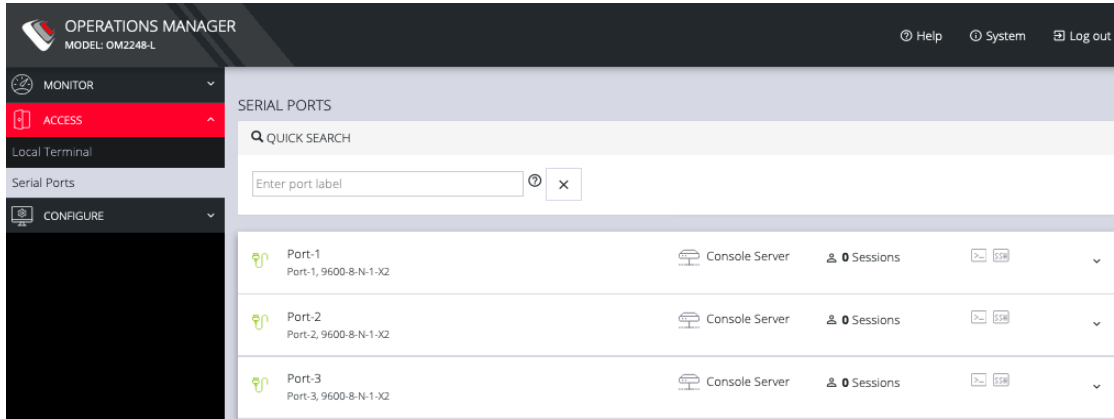 OPERATIONS MANAGER
MODEL: OM2248-L
Help
System
Log out
MONITOR
ACCESS
Local Terminal
Serial Ports
CONFIGURE
SERIAL PORTS
QUICK SEARCH
Enter port label
Port-1
Port-1, 9600-8-N-1-X2
Console Server
0 Sessions
SSH
Port-2
Port-2, 9600-8-N-1-X2
Console Server
0 Sessions
SSH
Port-3
Port-3, 9600-8-N-1-X2
Console Server
0 Sessions
SSH